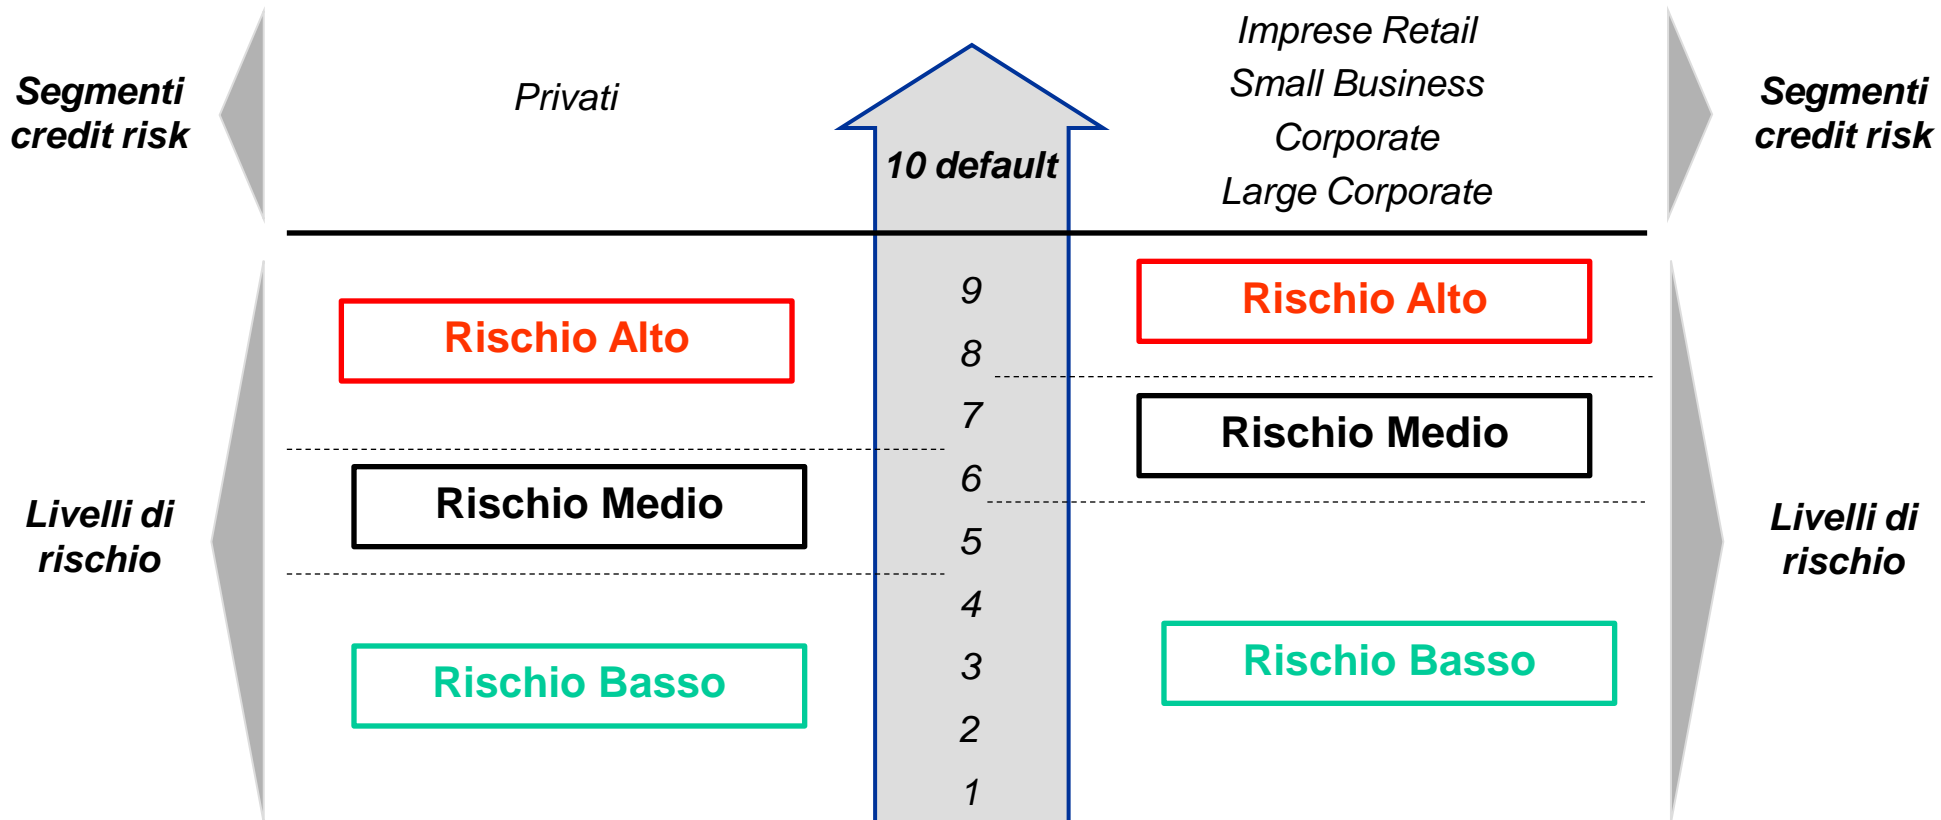 Segmenti
credit risk
Privati
10 default
Imprese Retail
Small Business
Corporate
Large Corporate
Segmenti
credit risk
Livelli di
rischio
Rischio Alto
Rischio Medio
Rischio Basso
9
8
7
6
5
4
3
2
1
Rischio Alto
Rischio Medio
Rischio Basso
Livelli di
rischio